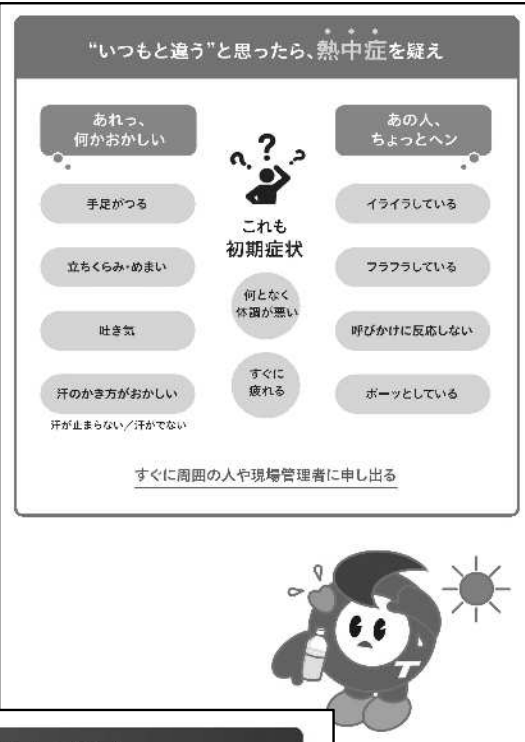 “いつもと違う”と思ったら、熱中症を疑え
あれっ、
何かおかしい
手足がつる
立ちくらみ・めまい
吐き気
汗のかき方がおかしい
汗が止まらない／汗がでない
? ? ?
これも
初期症状
何となく
体調が悪い
すぐに
疲れる
あの人、
ちょっとヘン
イライラしている
フラフラしている
呼びかけに反応しない
ボーッとしている
すぐに周囲の人や現場管理者に申し出る
T